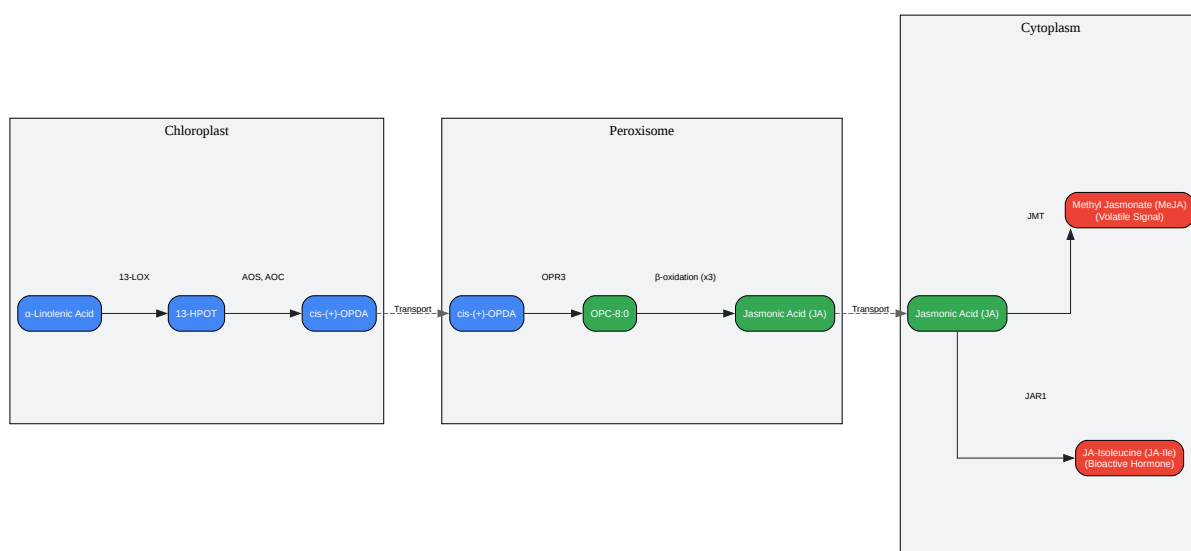 Cytoplasm
Chloroplast
Peroxisome
Methyl Jasmonate (MeJA)
(Volatile Signal)
JMT
13-LOX
AOS, AOC
OPR3
β-oxidation (x3)
α-Linolenic Acid
13-HPOT
cis-(+)-OPDA
Transport
cis-(+)-OPDA
OPC-8:0
Jasmonic Acid (JA)
Transport
Jasmonic Acid (JA)
JAR1
JA-Isoleucine (JA-Ile)
(Bioactive Hormone)